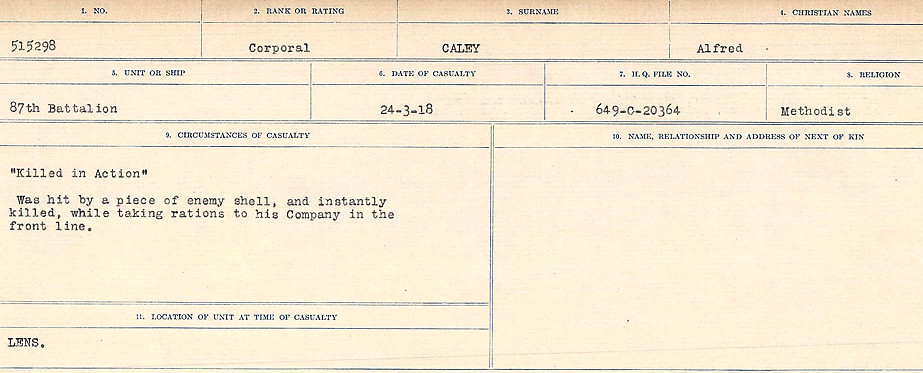 1. NO. 2. RANK OR RATING 3. SURNAME 4. CHRISTIAN NAMES
515298 Corporal CALEY Alfred
5. UNIT OR SHIP 6. DATE OF CASUALTY 7. H.Q. FILE NO. 8. RELIGION
87th Battalion 24-3-18 649-C-20364 Methodist
9. CIRCUMSTANCES OF CASUALTY 10. NAME, RELATIONSHIP AND ADDRESS OF NEXT OF KIN
"Killed in Action"
Was hit by a piece of enemy shell, and instantly
killed, while taking rations to his Company in the
front line.
11. LOCATION OF UNIT AT TIME OF CASUALTY
LENS.